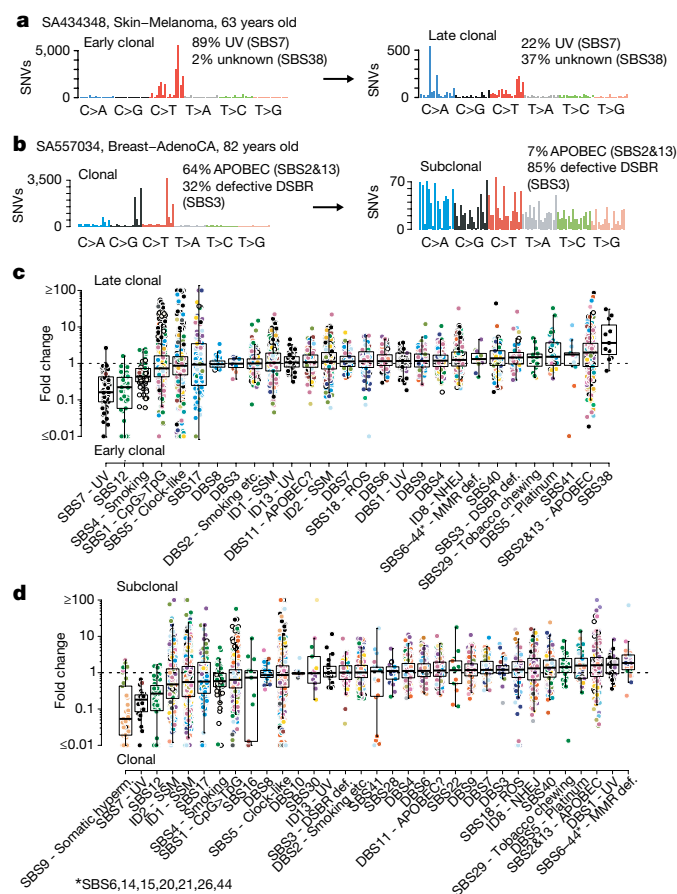 a SA434348, Skin–Melanoma, 63 years old
Early clonal
89% UV (SBS7)
2% unknown (SBS38)
5,000
0
SNVs
C>A C>G C>T T>A T>C T>G
Late clonal
22% UV (SBS7)
37% unknown (SBS38)
500
0
SNVs
C>A C>G C>T T>A T>C T>G
b SA557034, Breast–AdenoCA, 82 years old
Clonal
64% APOBEC (SBS2&13)
32% defective DSBR
(SBS3)
3,500
0
SNVs
C>A C>G C>T T>A T>C T>G
Subclonal
7% APOBEC (SBS2&13)
85% defective DSBR
(SBS3)
70
0
SNVs
C>A C>G C>T T>A T>C T>G
c
Late clonal
≥100
10
1
0.1
≤0.01
Fold change
Early clonal
SBS7 - UV
SBS12
SBS4 - Smoking
SBS1 - CpG>TpG
SBS5 - Clock-like
SBS17
DBS8
DBS3
DBS2 - Smoking etc.
ID1 - SSM
ID13 - UV
DBS11 - APOBEC?
ID2 - SSM
DBS7
SBS18 - ROS
DBS6
DBS1 - UV
DBS9
DBS4
ID8 - NHEJ
SBS6–44* - MMR def.
SBS40
SBS3 - DSBR def.
SBS29 - Tobacco chewing
DBS5 - Platinum
SBS41
SBS2&13 - APOBEC
SBS38
d
Subclonal
≥100
10
1
0.1
≤0.01
Fold change
Clonal
SBS9 - Somatic hyperm.
SBS7 - UV
SBS12
ID2 - SSM
ID1 - SSM
SBS17
SBS4 - Smoking
SBS1 - CpG>TpG
SBS16
DBS8
SBS5 - Clock-like
DBS10
SBS30
ID13 - UV
SBS3 - DSBR def.
DBS2 - Smoking etc.
SBS41
SBS28
DBS4
DBS6
DBS11 - APOBEC?
SBS22
DBS9
DBS7
DBS3
SBS18 - ROS
ID8 - NHEJ
SBS40
SBS29 - Tobacco chewing
DBS5 - Platinum
SBS2&13 - APOBEC
DBS1 - UV
SBS6–44* - MMR def.
*SBS6,14,15,20,21,26,44